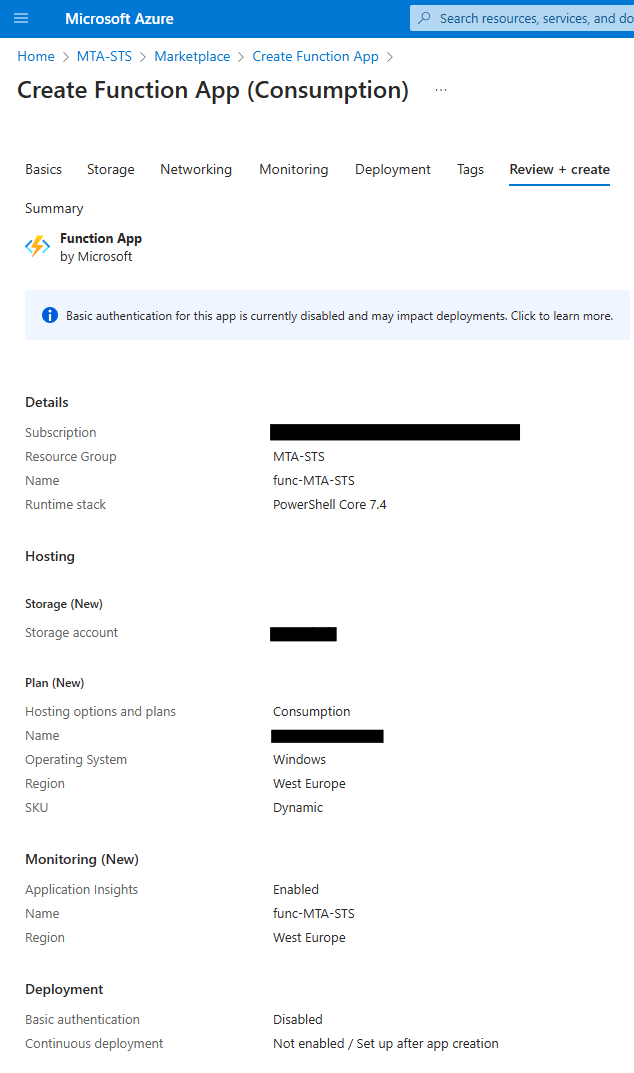 Microsoft Azure
Search resources, services, and do
Home > MTA-STS > Marketplace > Create Function App >
Create Function App (Consumption) ...
Basics Storage Networking Monitoring Deployment Tags Review + create
Summary
Function App
by Microsoft
Basic authentication for this app is currently disabled and may impact deployments. Click to learn more.
Details
Subscription
Resource Group MTA-STS
Name func-MTA-STS
Runtime stack PowerShell Core 7.4
Hosting
Storage (New)
Storage account
Plan (New)
Hosting options and plans Consumption
Name
Operating System Windows
Region West Europe
SKU Dynamic
Monitoring (New)
Application Insights Enabled
Name func-MTA-STS
Region West Europe
Deployment
Basic authentication Disabled
Continuous deployment Not enabled / Set up after app creation